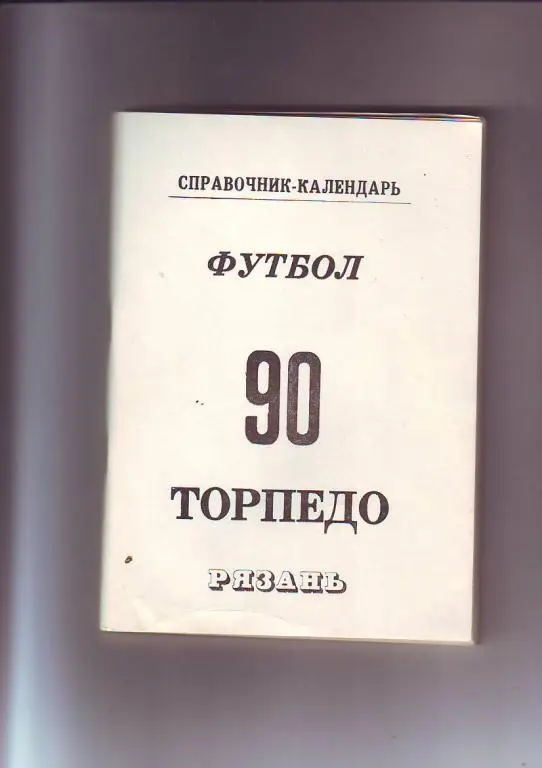 СПРАВОЧНИК-КАЛЕНДАРЬ
ФУТБОЛ
90
ТОРПЕДО
РЯЗАНЬ